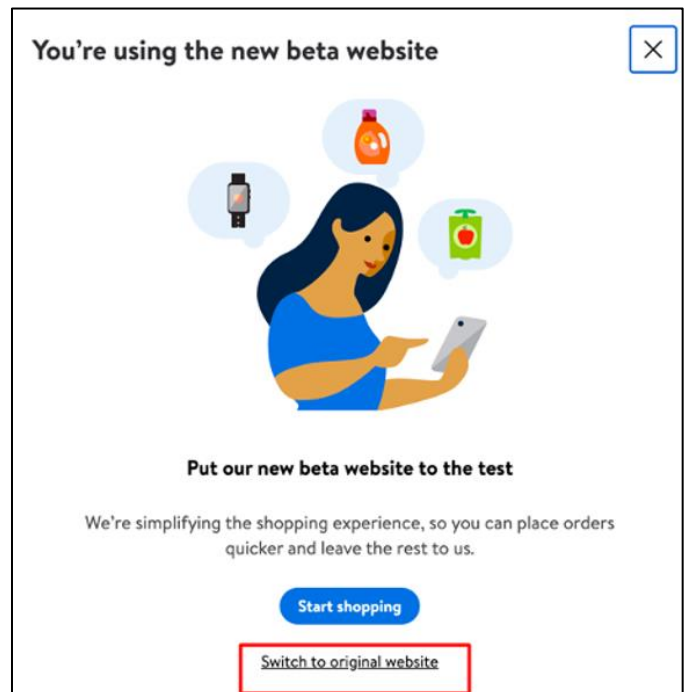 You’re using the new beta website
Put our new beta website to the test
We’re simplifying the shopping experience, so you can place orders
quicker and leave the rest to us.
Start shopping
Switch to original website